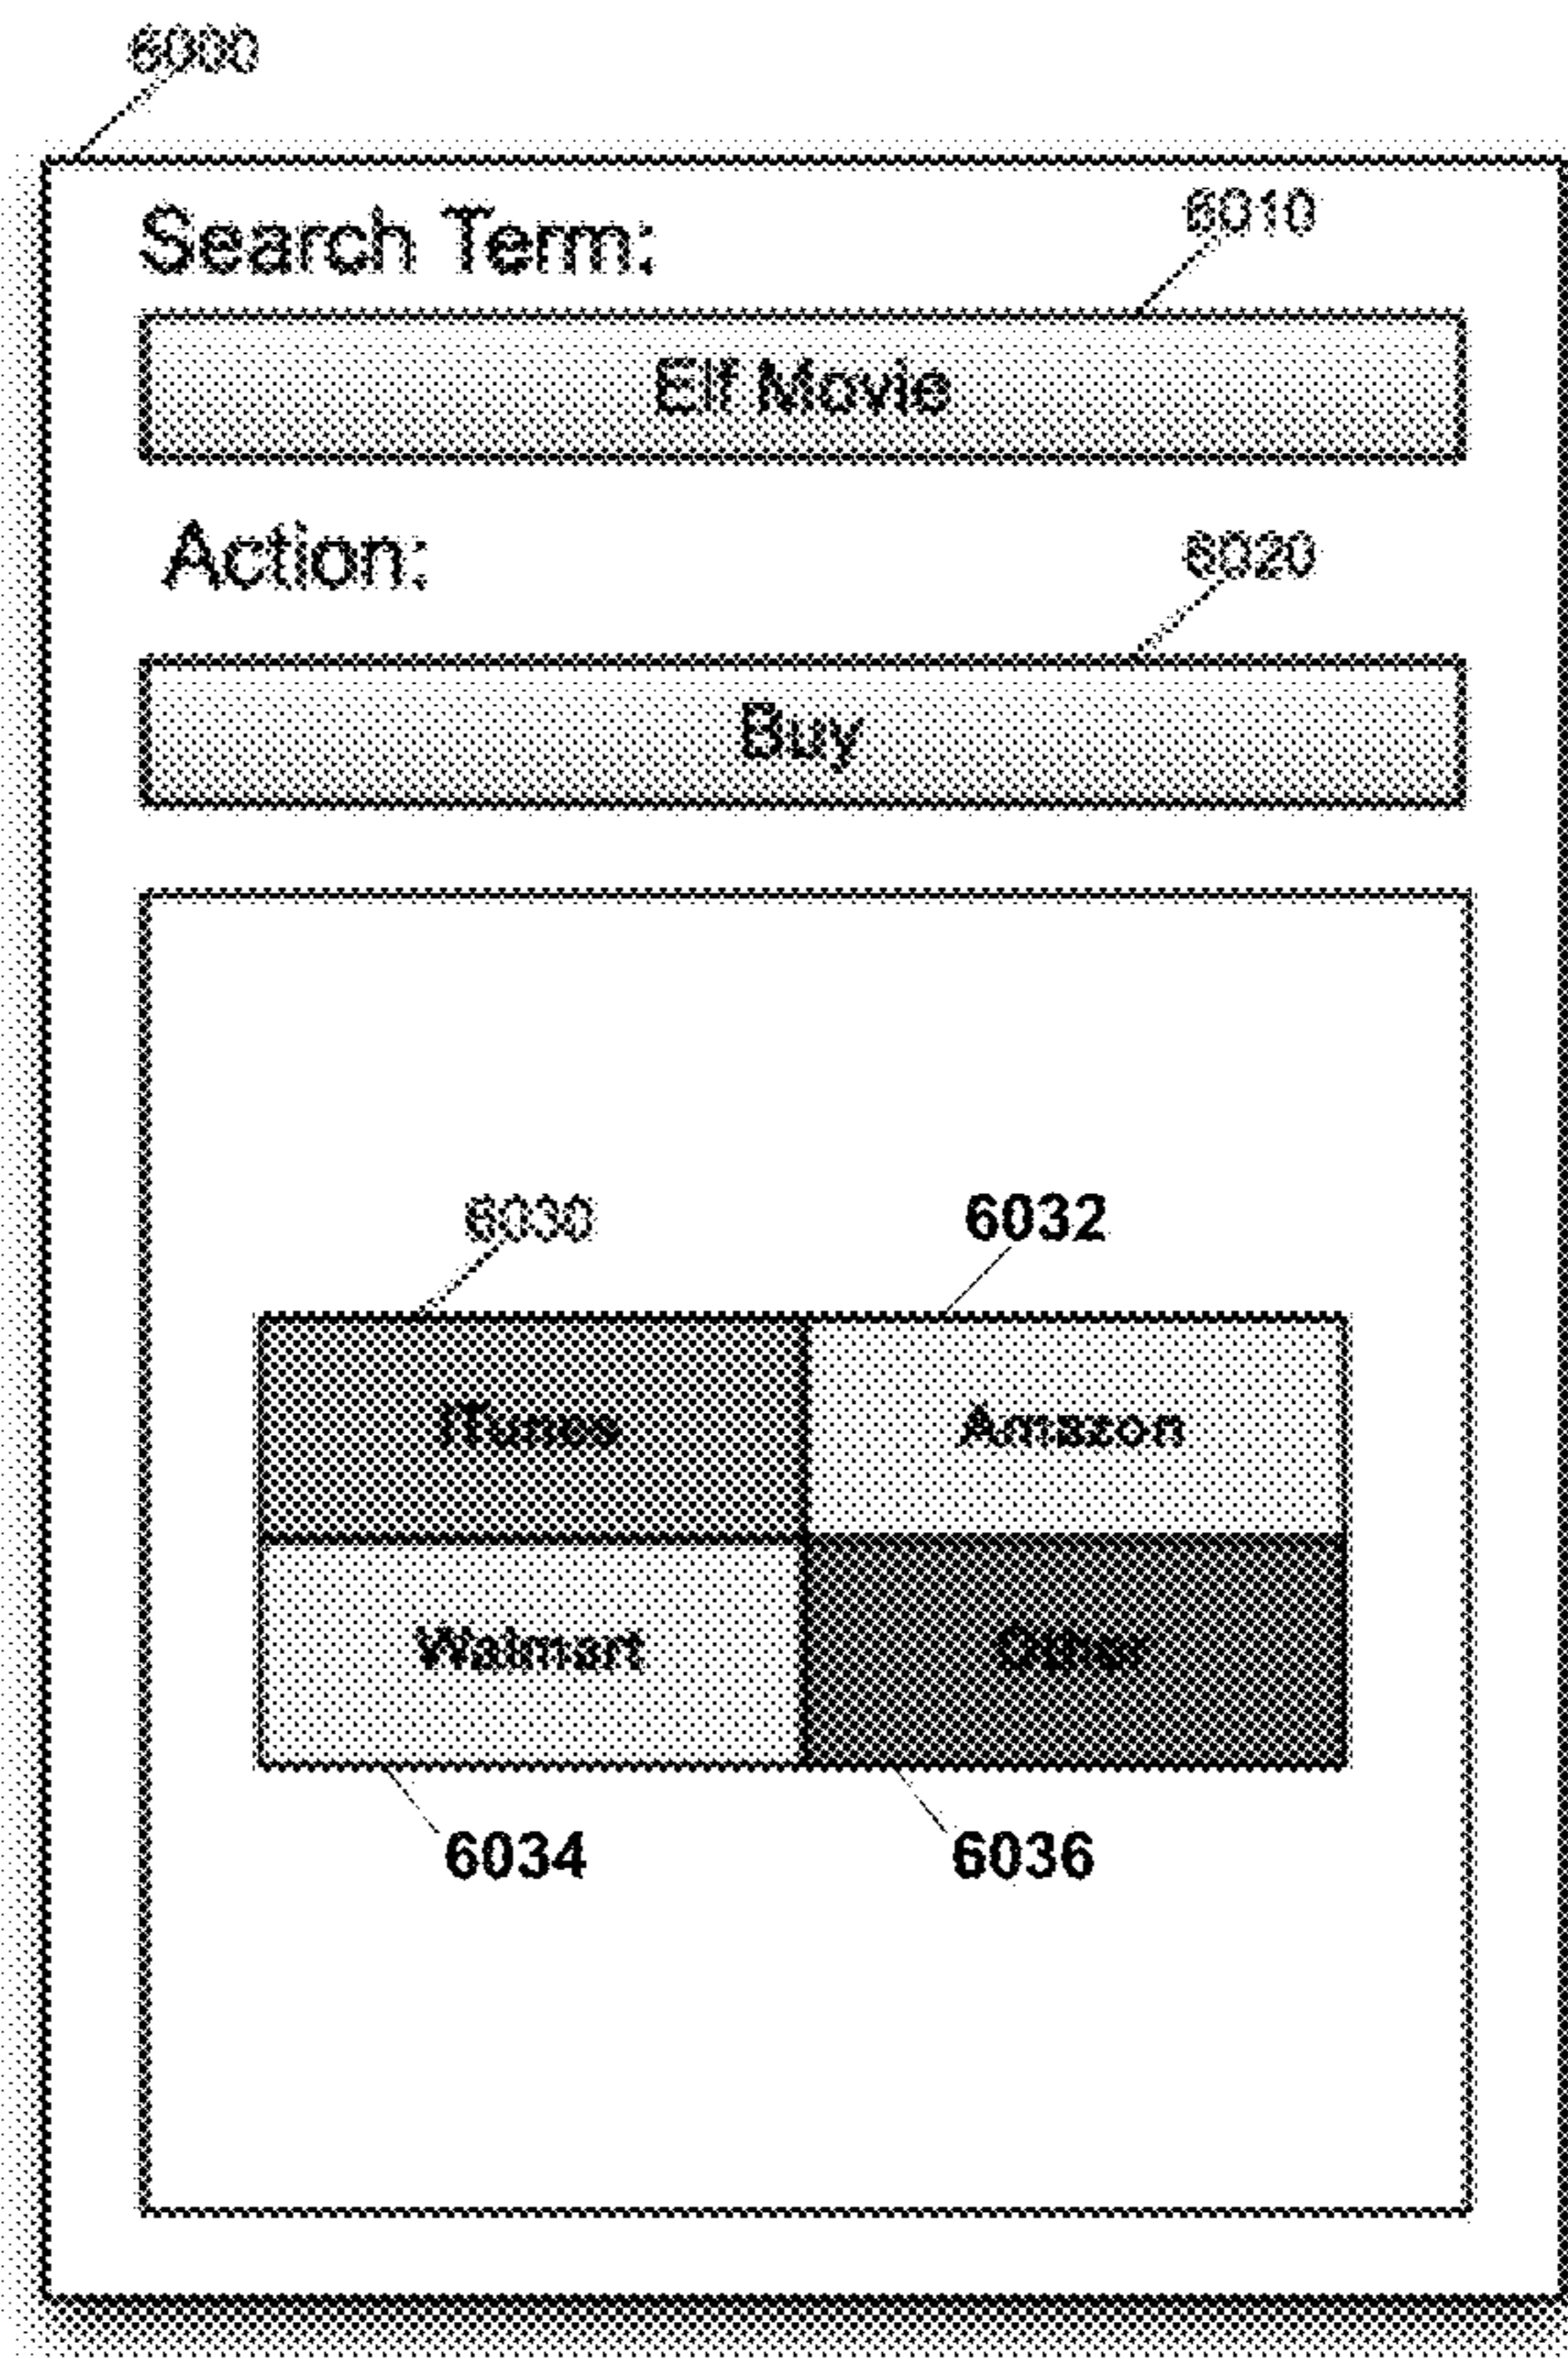 6000
Search Term:
6010
Elf Movie
Action:
6020
Buy
6030 6032
iTunes Amazon
Walmart Other
6034 6036